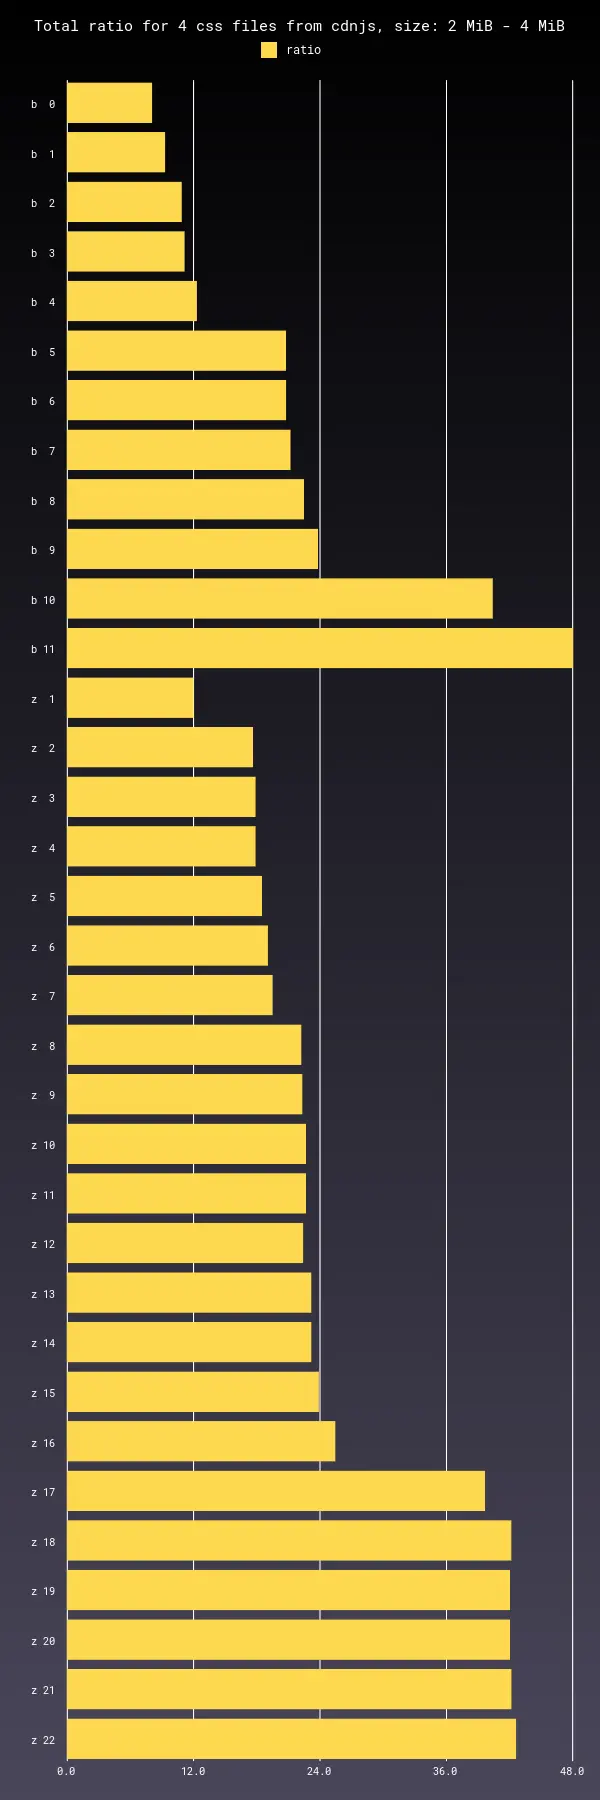 Total ratio for 4 css files from cdnjs, size: 2 MiB - 4 MiB
ratio
b 0
b 1
b 2
b 3
b 4
b 5
b 6
b 7
b 8
b 9
b 10
b 11
z 1
z 2
z 3
z 4
z 5
z 6
z 7
z 8
z 9
z 10
z 11
z 12
z 13
z 14
z 15
z 16
z 17
z 18
z 19
z 20
z 21
z 22
0.0 12.0 24.0 36.0 48.0